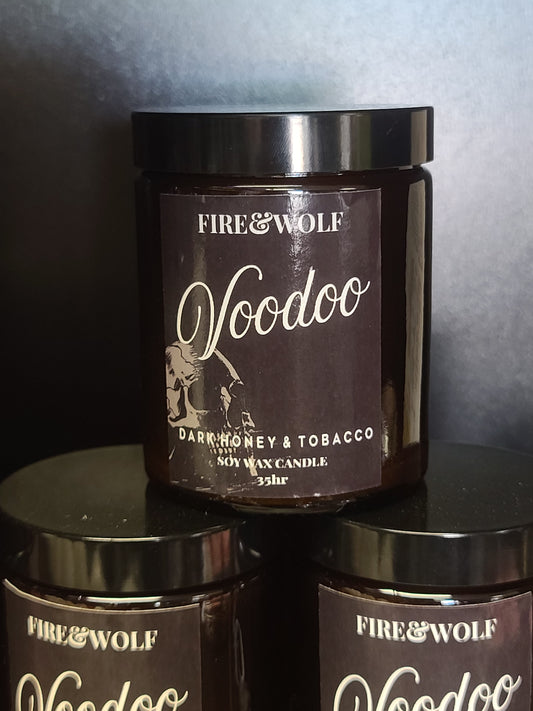 FIRE&WOLF
Voodoo
DARK HONEY & TOBACCO
SOY WAX CANDLE
35hr
FIRE&WOLF
Voodoo
FIRE&WOLF
Voodoo